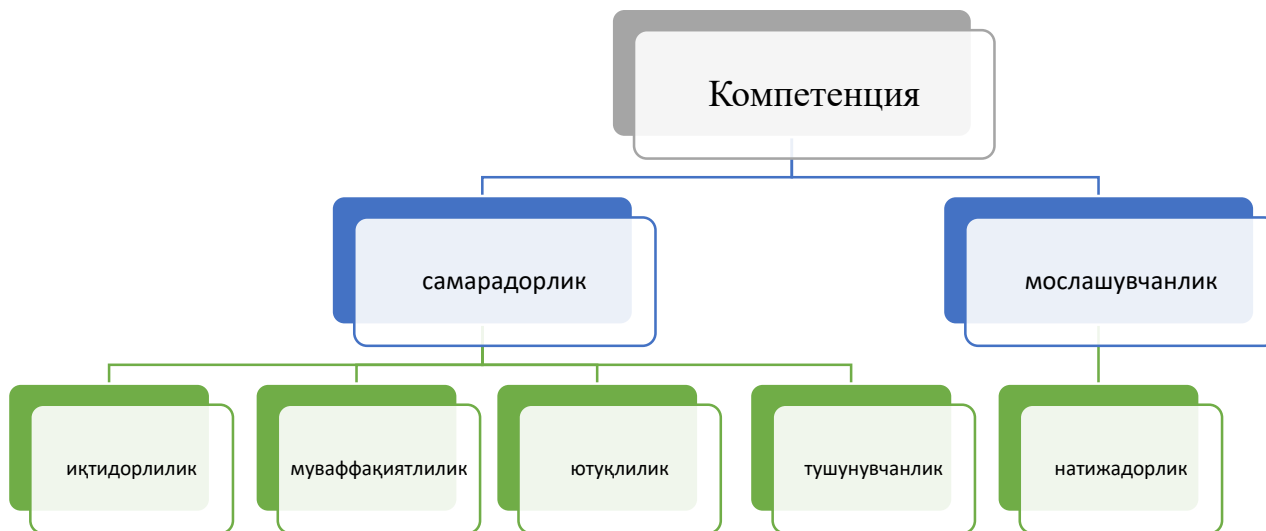 Компетенция
самарадорлик
мослашувчанлик
иқтидорлилик
муваффақиятлилик
ютуқлилик
тушунувчанлик
натижадорлик